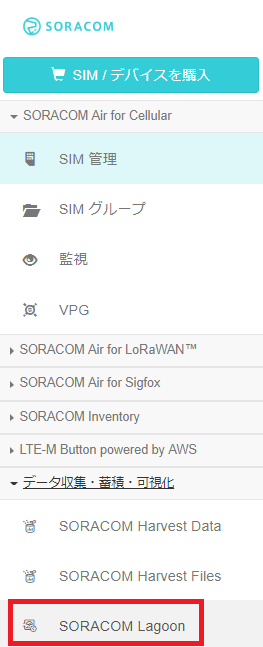 SORACOM
SIM / デバイスを購入
SORACOM Air for Cellular
SIM 管理
SIM グループ
監視
VPG
SORACOM Air for LoRaWAN™
SORACOM Air for Sigfox
SORACOM Inventory
LTE-M Button powered by AWS
データ収集・蓄積・可視化
SORACOM Harvest Data
SORACOM Harvest Files
SORACOM Lagoon